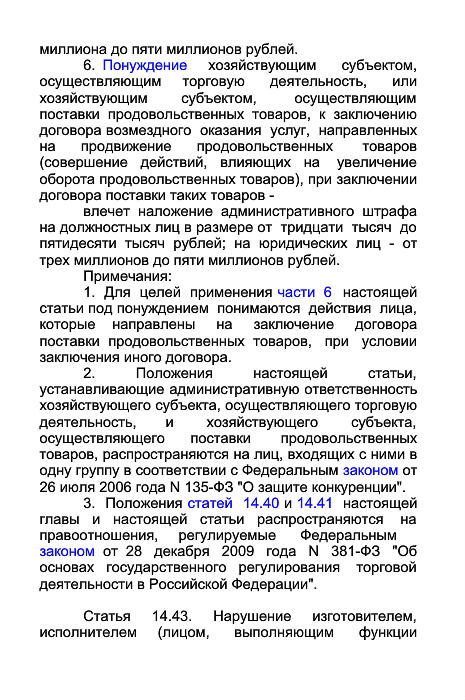 миллиона до пяти миллионов рублей.
6. Понуждение хозяйствующим субъектом,
осуществляющим торговую деятельность, или
хозяйствующим субъектом, осуществляющим
поставки продовольственных товаров, к заключению
договора возмездного оказания услуг, направленных
на продвижение продовольственных товаров
(совершение действий, влияющих на увеличение
оборота продовольственных товаров), при заключении
договора поставки таких товаров -
влечет наложение административного штрафа
на должностных лиц в размере от тридцати тысяч до
пятидесяти тысяч рублей; на юридических лиц - от
трех миллионов до пяти миллионов рублей.
Примечания:
1. Для целей применения части 6 настоящей
статьи под понуждением понимаются действия лица,
которые направлены на заключение договора
поставки продовольственных товаров, при условии
заключения иного договора.
2. Положения настоящей статьи,
устанавливающие административную ответственность
хозяйствующего субъекта, осуществляющего торговую
деятельность, и хозяйствующего субъекта,
осуществляющего поставки продовольственных
товаров, распространяются на лиц, входящих с ними в
одну группу в соответствии с Федеральным законом от
26 июля 2006 года N 135-ФЗ "О защите конкуренции".
3. Положения статей 14.40 и 14.41 настоящей
главы и настоящей статьи распространяются на
правоотношения, регулируемые Федеральным
законом от 28 декабря 2009 года N 381-ФЗ "Об
основах государственного регулирования торговой
деятельности в Российской Федерации".
Статья 14.43. Нарушение изготовителем,
исполнителем (лицом, выполняющим функции